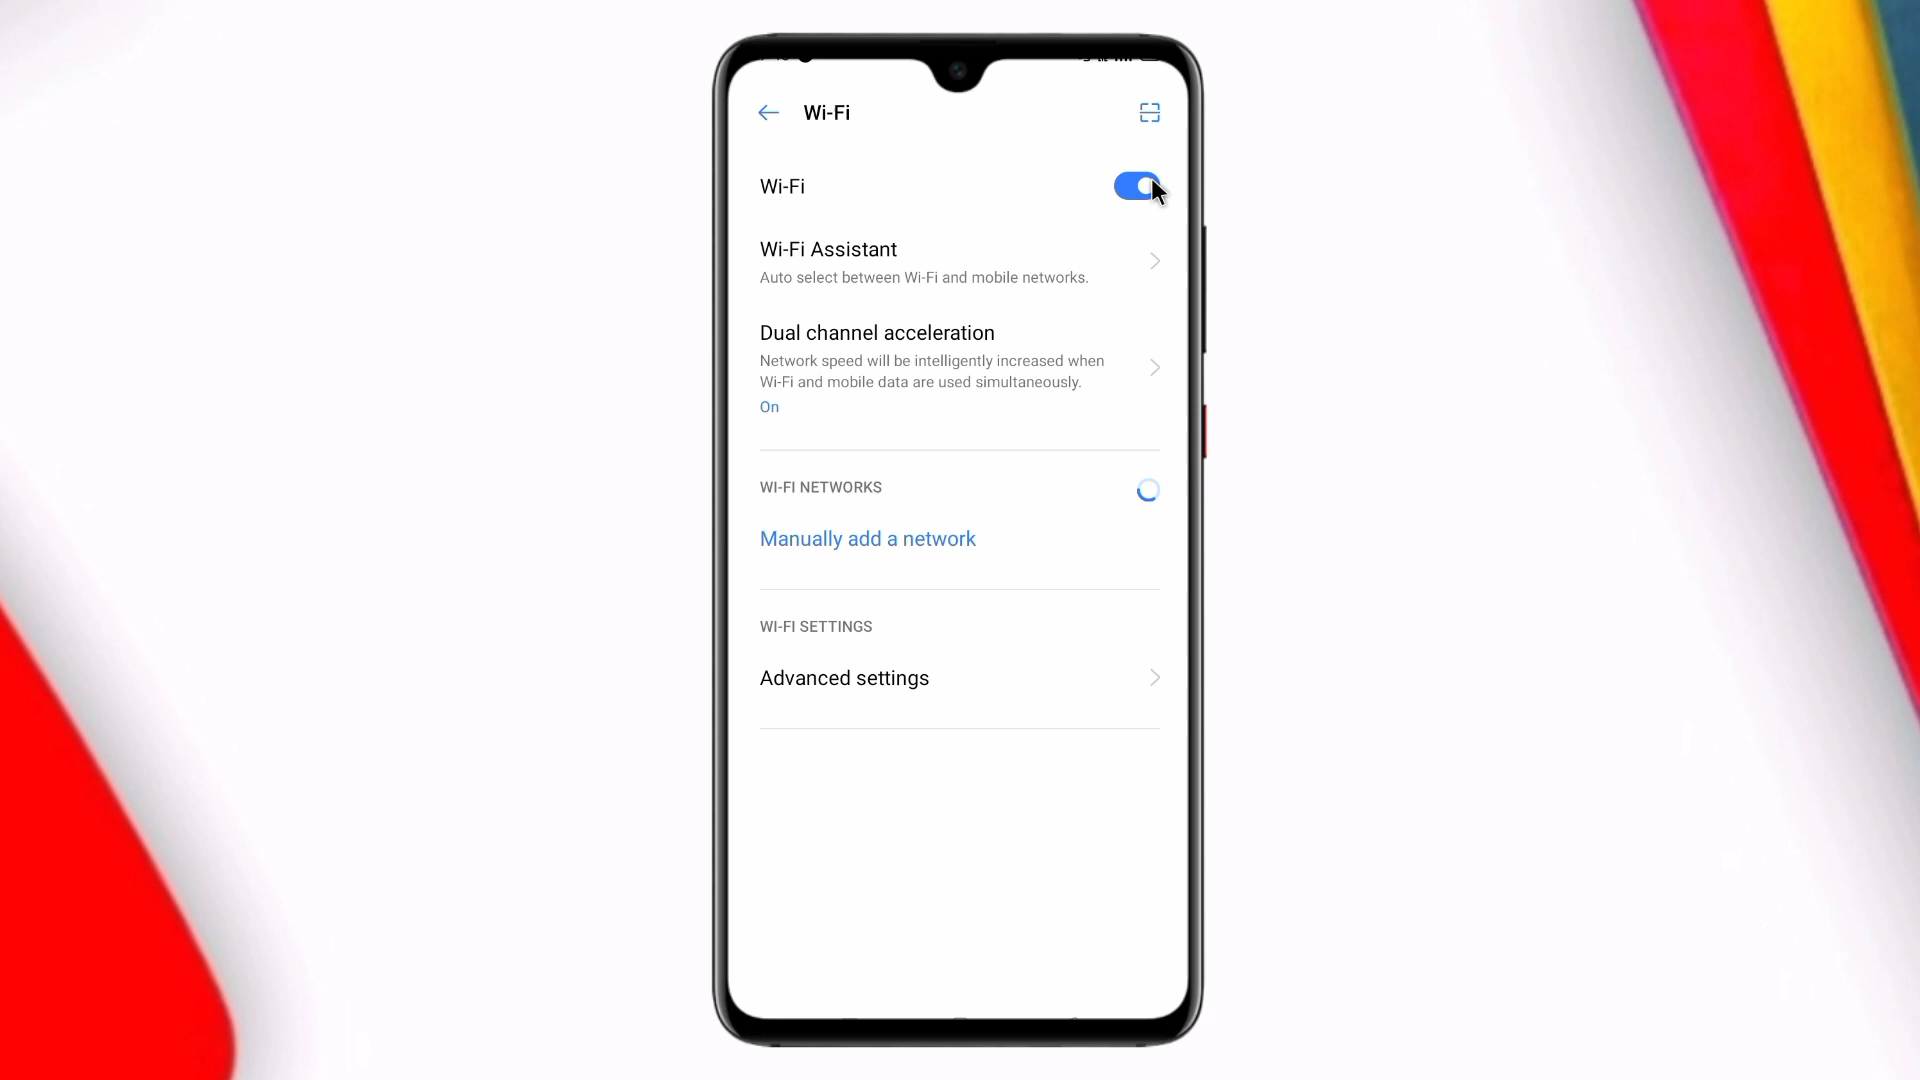 Wi-Fi
Wi-Fi
Wi-Fi Assistant
Auto select between Wi-Fi and mobile networks.
Dual channel acceleration
Network speed will be intelligently increased when
Wi-Fi and mobile data are used simultaneously.
On
WI-FI NETWORKS
Manually add a network
WI-FI SETTINGS
Advanced settings